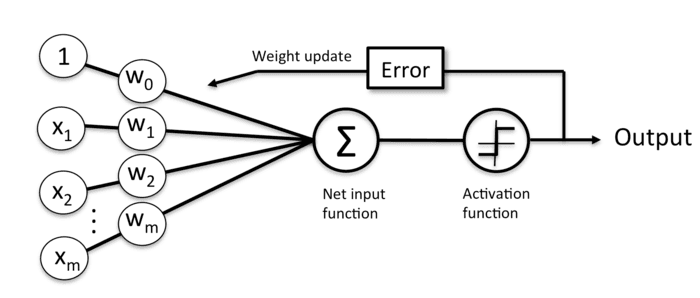 1
w0
x1
w1
x2
w2
⋮
xm
wm
Weight update
Error
Σ
Net input
function
Activation
function
Output